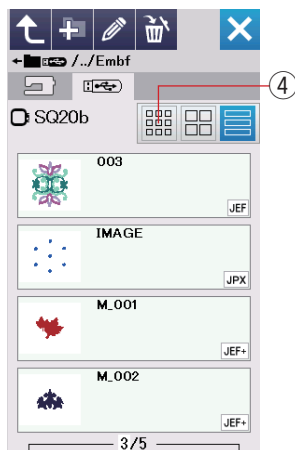 /../Embf
SQ20b
4
003
JEF
IMAGE
JPX
M_001
JEF+
M_002
JEF+
3/5